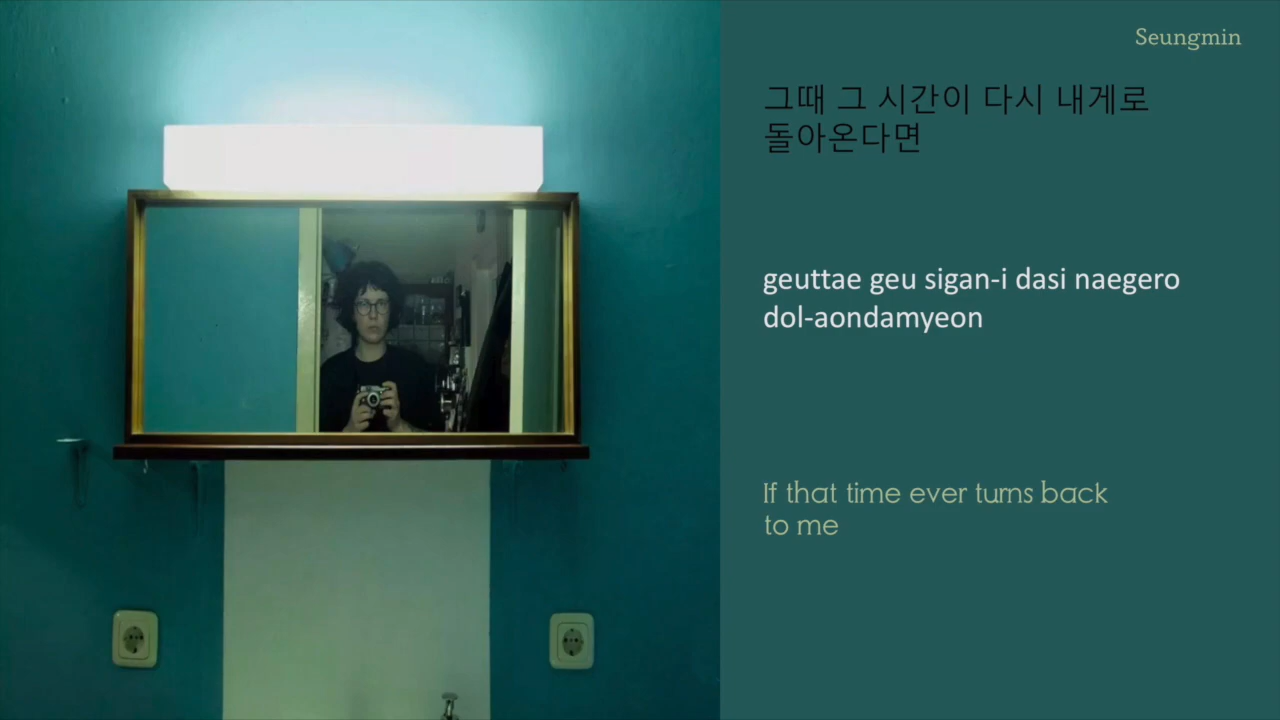 Seungmin
그때 그 시간이 다시 내게로
돌아온다면
geuttae geu sigan-i dasi naegero
dol-aondamyeon
If that time ever turns back
to me